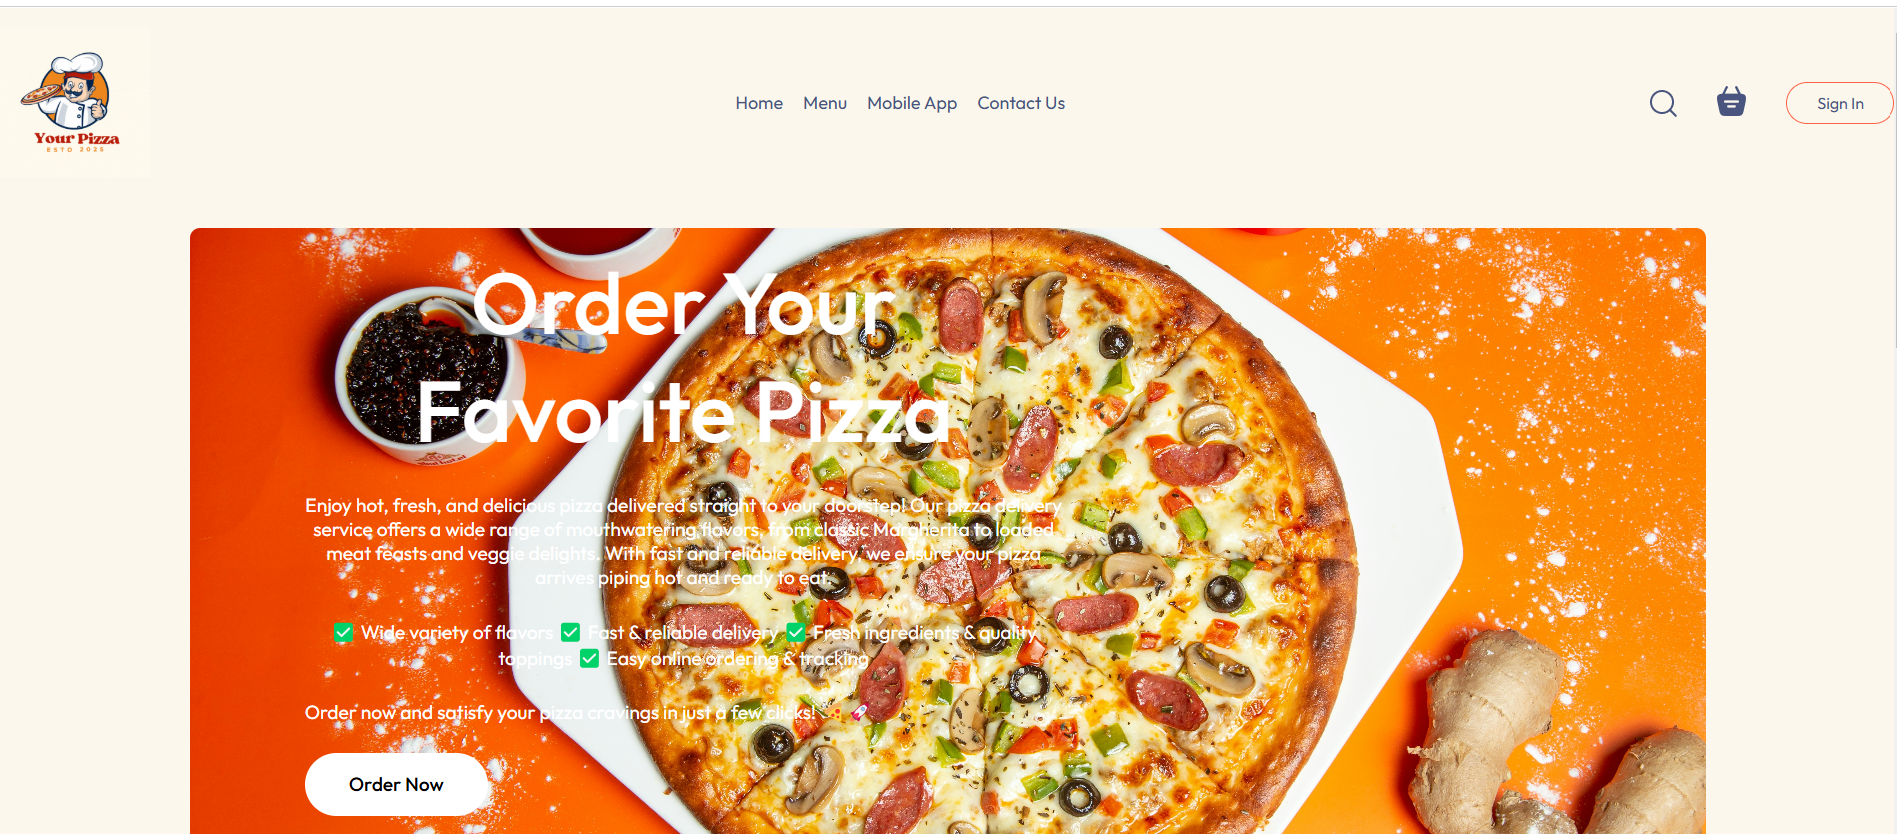 Your Pizza
ESTD 2025
Home Menu Mobile App Contact Us
Sign In
Order Your
Favorite Pizza
Enjoy hot, fresh, and delicious pizza delivered straight to your doorstep! Our pizza delivery
service offers a wide range of mouthwatering flavors, from classic Margherita to loaded
meat feasts and veggie delights. With fast and reliable delivery, we ensure your pizza
arrives piping hot and ready to eat.
✅ Wide variety of flavors ✅ Fast & reliable delivery ✅ Fresh ingredients & quality
toppings ✅ Easy online ordering & tracking
Order now and satisfy your pizza cravings in just a few clicks! 🍕 🚀
Order Now